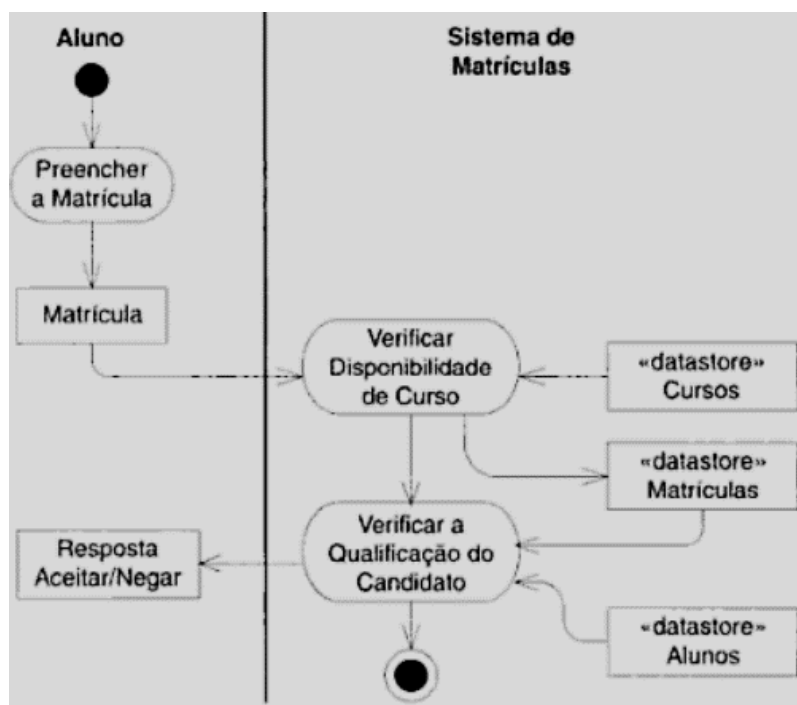 Aluno
Sistema de
Matrículas
Preencher
a Matrícula
Matrícula
Verificar
Disponibilidade
de Curso
«datastore»
Cursos
«datastore»
Matrículas
Verificar a
Qualificação do
Candidato
Resposta
Aceitar/Negar
«datastore»
Alunos